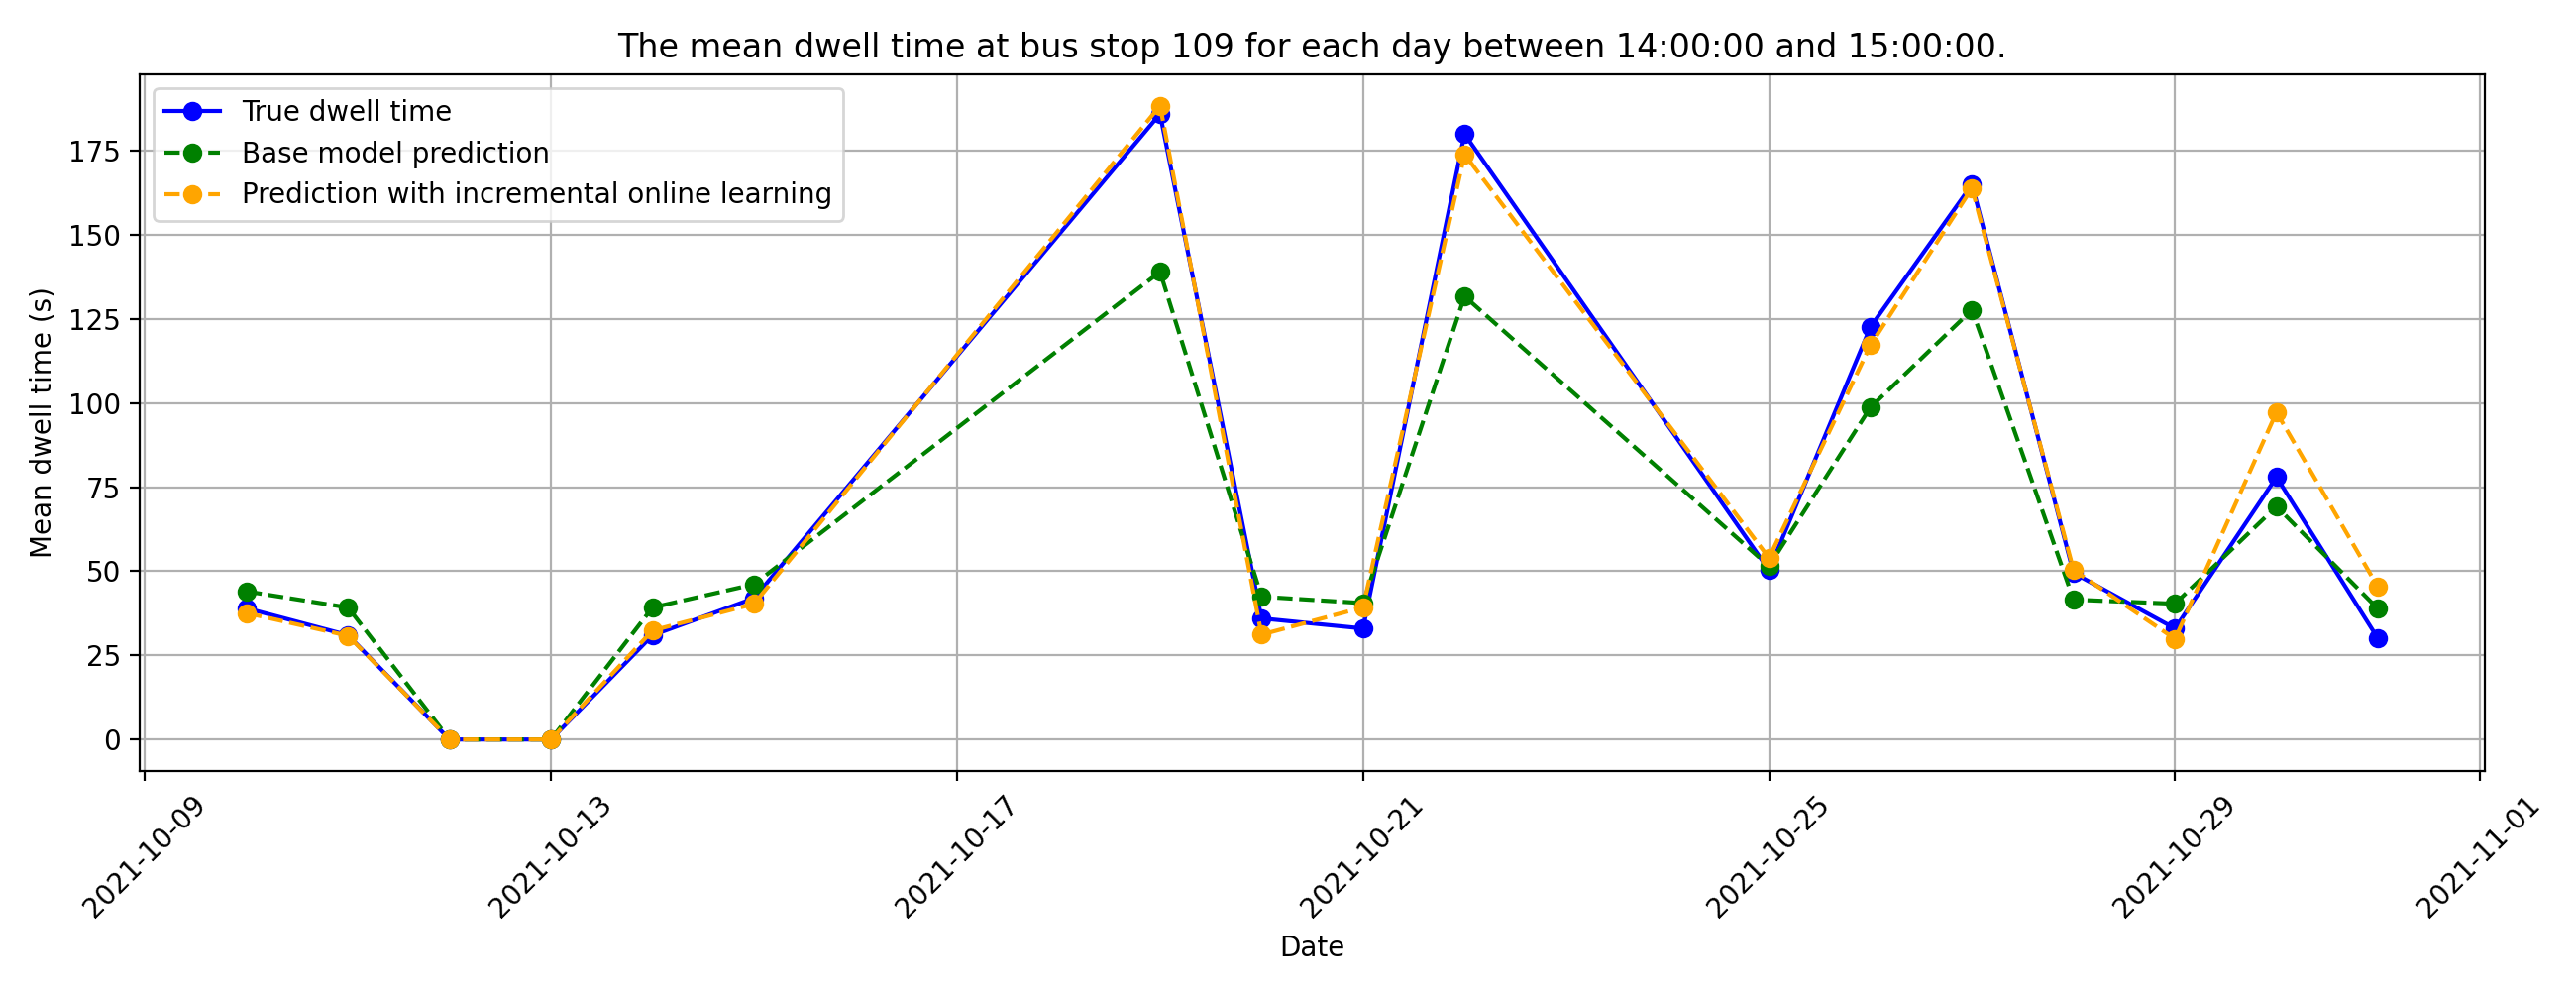 The mean dwell time at bus stop 109 for each day between 14:00:00 and 15:00:00.
True dwell time
Base model prediction
Prediction with incremental online learning
Mean dwell time (s)
175
150
125
100
75
50
25
0
2021-10-09
2021-10-13
2021-10-17
2021-10-21
2021-10-25
2021-10-29
2021-11-01
Date